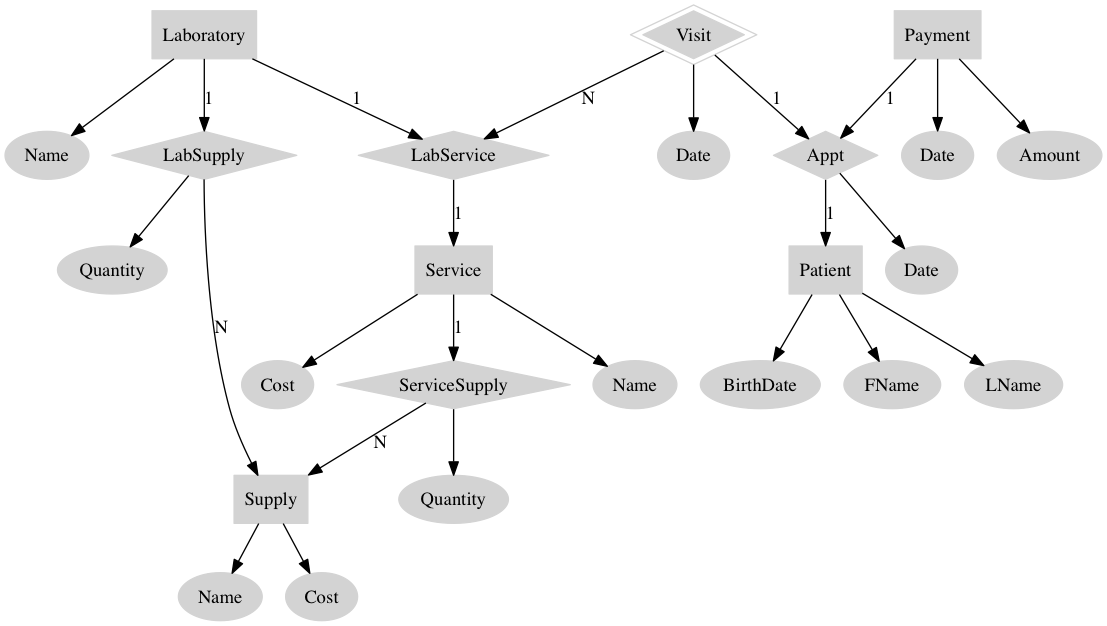 Laboratory
Visit
Payment
1
1
N
1
1
Name
LabSupply
LabService
Date
Appt
Date
Amount
1
1
Quantity
Service
Patient
Date
N
1
Cost
ServiceSupply
Name
BirthDate
FName
LName
N
Supply
Quantity
Name
Cost